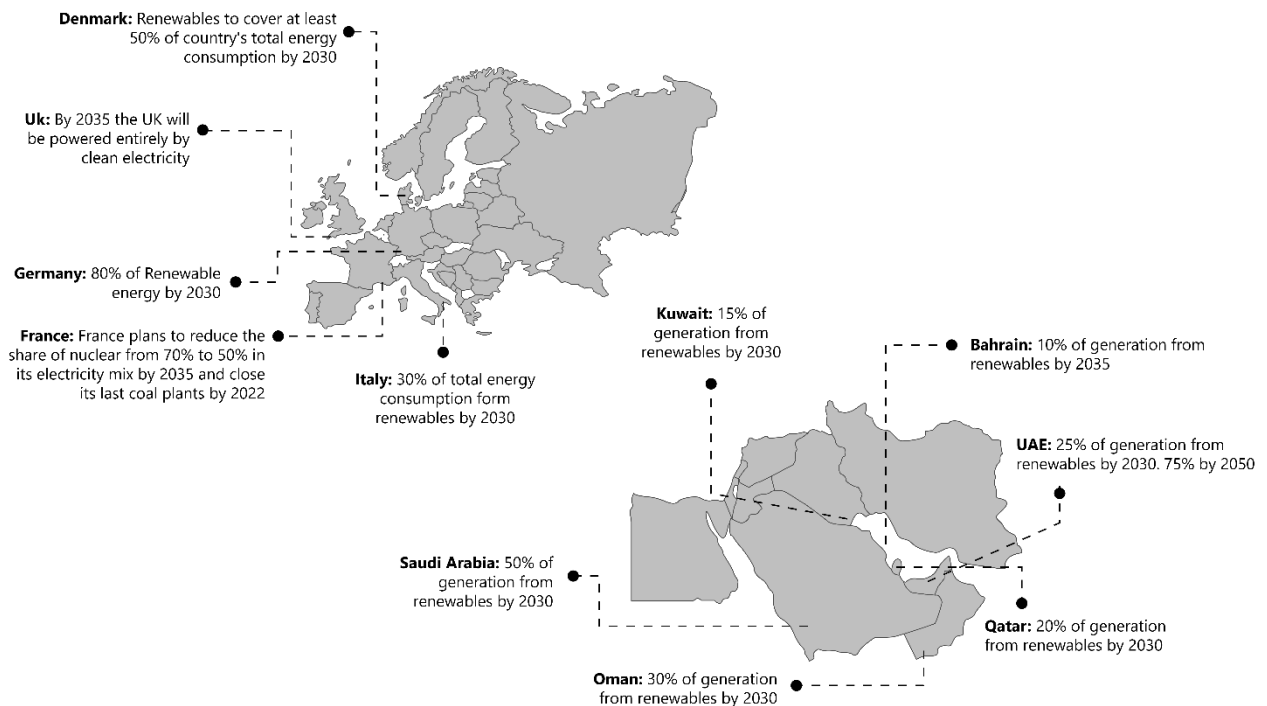 Denmark: Renewables to cover at least
50% of country's total energy
consumption by 2030
Uk: By 2035 the UK will
be powered entirely by
clean electricity
Germany: 80% of Renewable
energy by 2030
France: France plans to reduce the
share of nuclear from 70% to 50% in
its electricity mix by 2035 and close
its last coal plants by 2022
Italy: 30% of total energy
consumption form
renewables by 2030
Kuwait: 15% of
generation from
renewables by 2030
Bahrain: 10% of generation from
renewables by 2035
UAE: 25% of generation from
renewables by 2030. 75% by 2050
Saudi Arabia: 50% of
generation from
renewables by 2030
Qatar: 20% of generation
from renewables by 2030
Oman: 30% of generation
from renewables by 2030